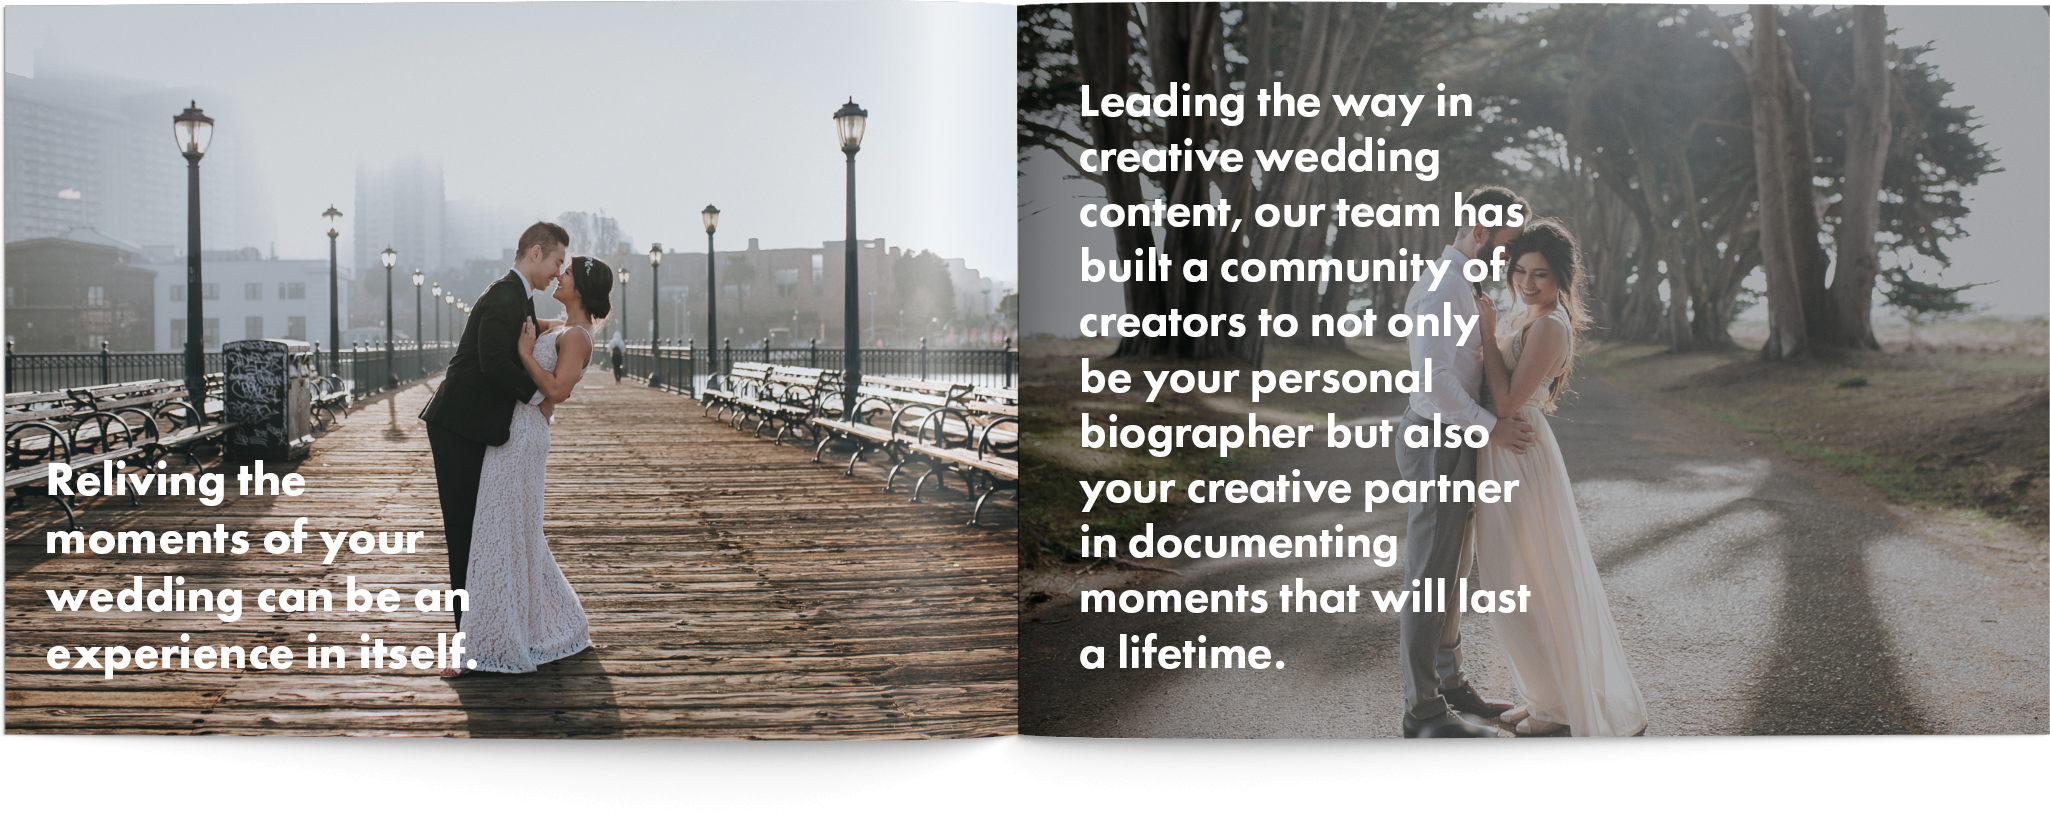 Reliving the
moments of your
wedding can be an
experience in itself.
Leading the way in
creative wedding
content, our team has
built a community of
creators to not only
be your personal
biographer but also
your creative partner
in documenting
moments that will last
a lifetime.